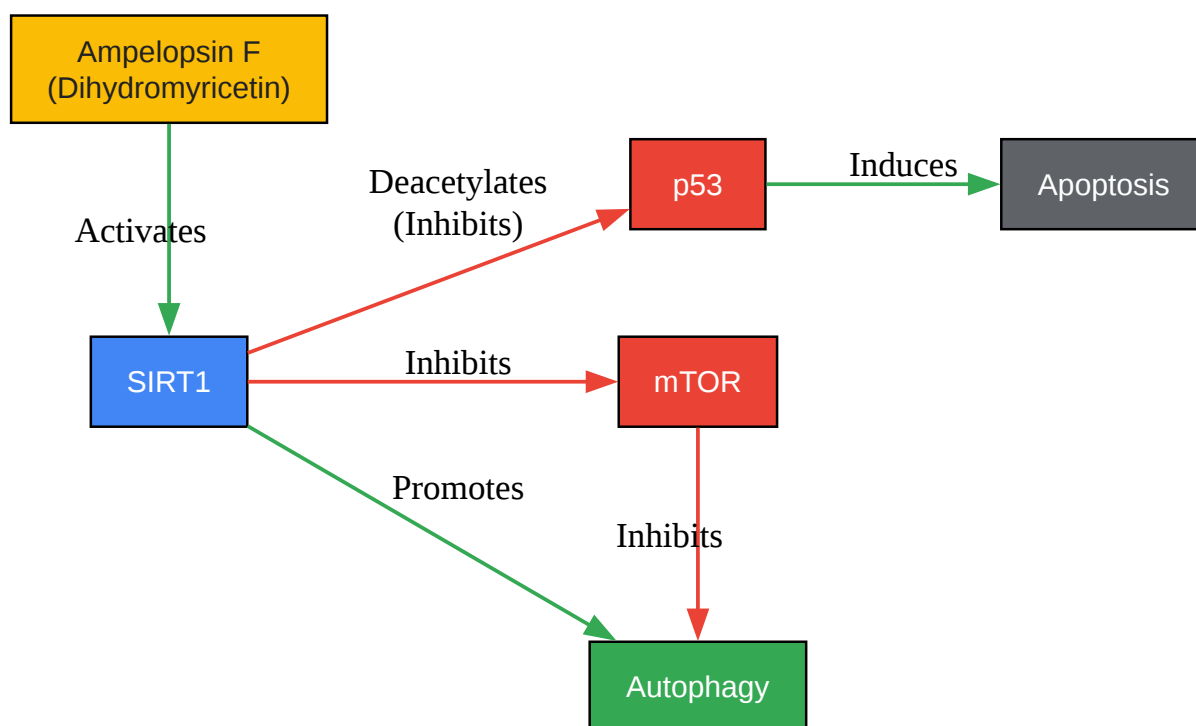 Ampelopsin F
(Dihydromyricetin)
Activates
Deacetylates
(Inhibits)
p53
Induces
Apoptosis
SIRT1
Inhibits
mTOR
Promotes
Inhibits
Autophagy